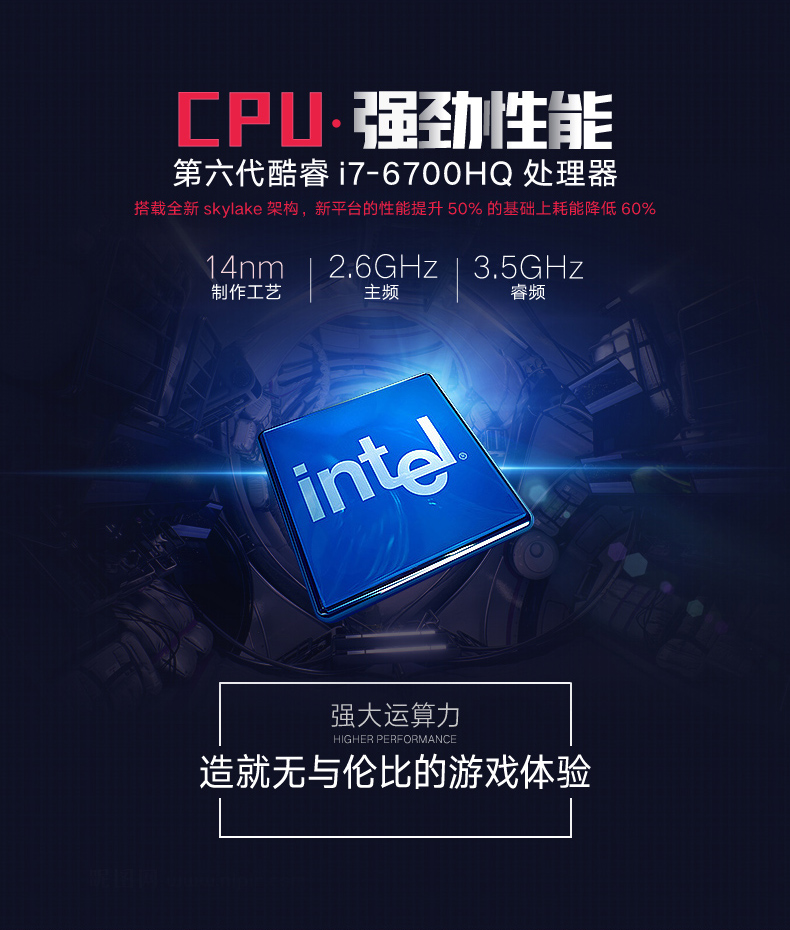 CPU·强劲性能
第六代酷睿 i7-6700HQ 处理器
搭载全新 skylake 架构，新平台的性能提升 50% 的基础上耗能降低 60%
14nm 2.6GHz 3.5GHz
制作工艺 主频 睿频
intel®
强大运算力
HIGHER PERFORMANCE
造就无与伦比的游戏体验